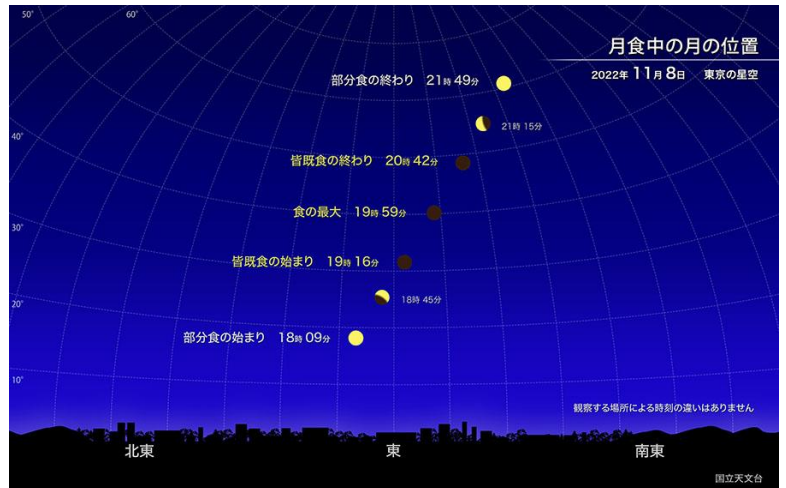 50°
60°
月食中の月の位置
2022年 11月 8日 東京の星空
部分食の終わり 21時 49分
21時 15分
40°
皆既食の終わり 20時 42分
食の最大 19時 59分
30°
皆既食の始まり 19時 16分
18時 45分
20°
部分食の始まり 18時 09分
10°
観察する場所による時刻の違いはありません
北東 東 南東
国立天文台